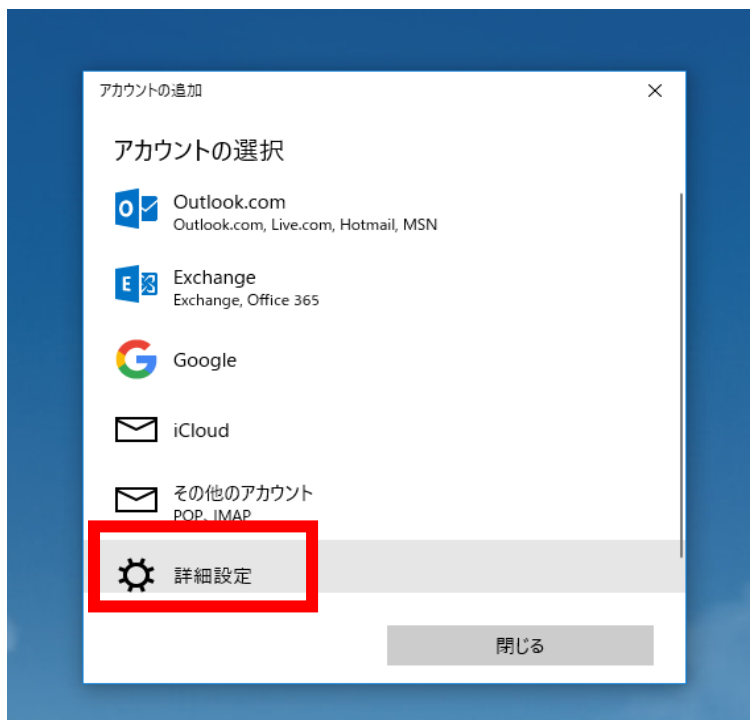 アカウントの追加
アカウントの選択
Outlook.com
Outlook.com, Live.com, Hotmail, MSN
Exchange
Exchange, Office 365
Google
iCloud
その他のアカウント
POP、IMAP
詳細設定
閉じる